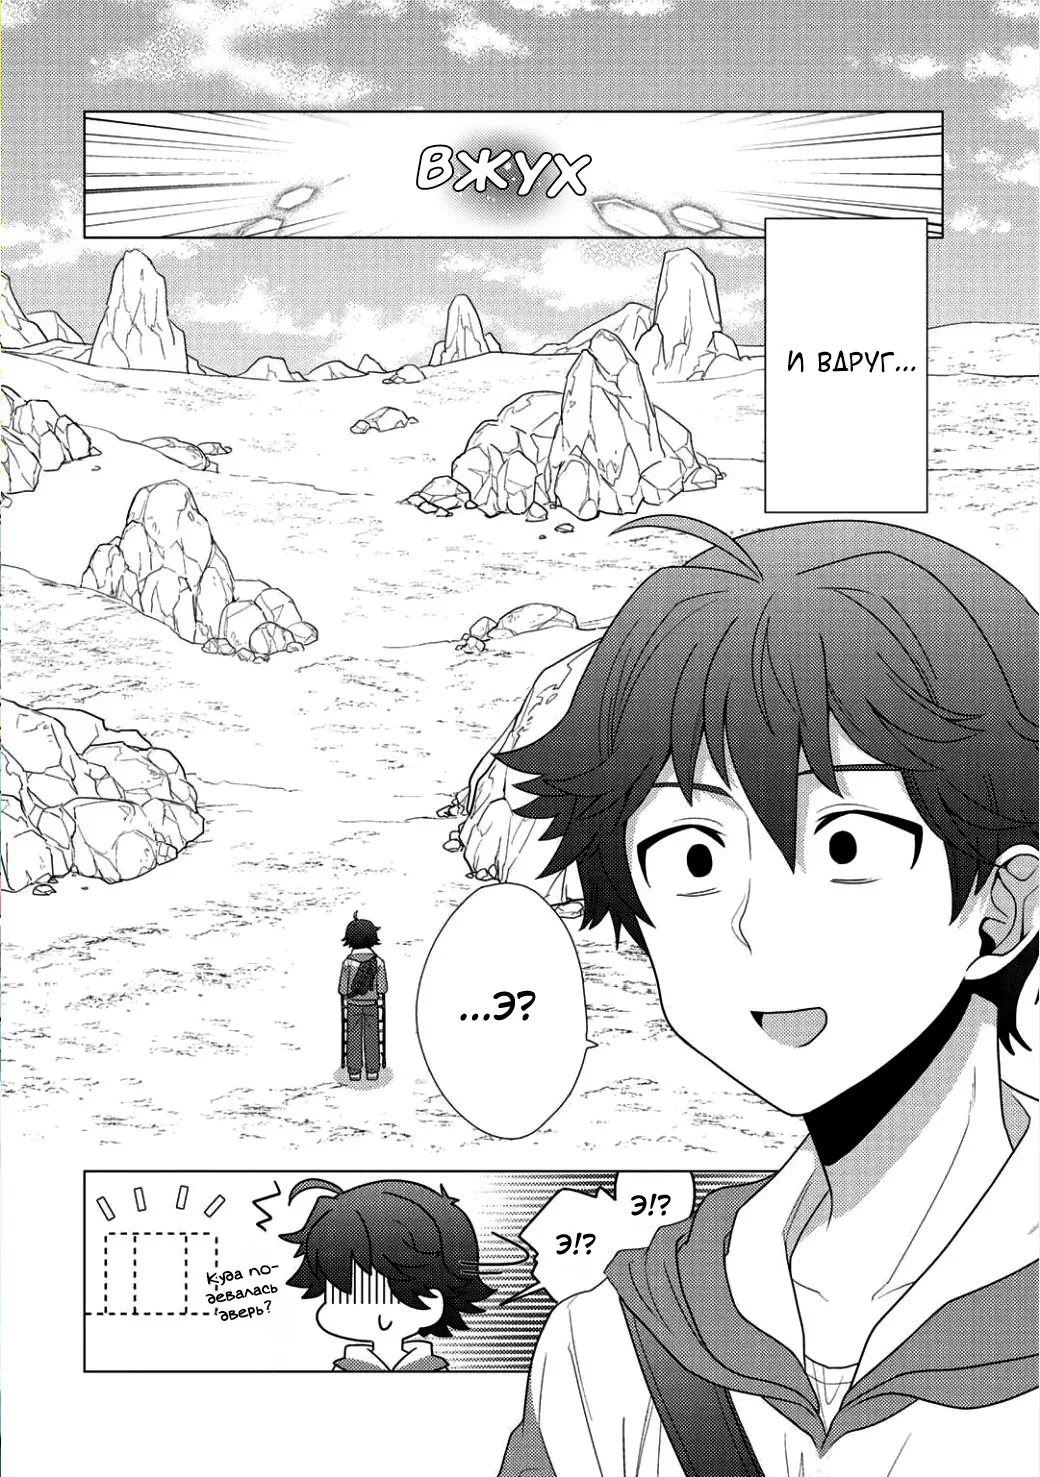 ВЖУХ
И ВДРУГ...
...Э?
Э!?
Э!?
Куда по-
девалась
дверь?